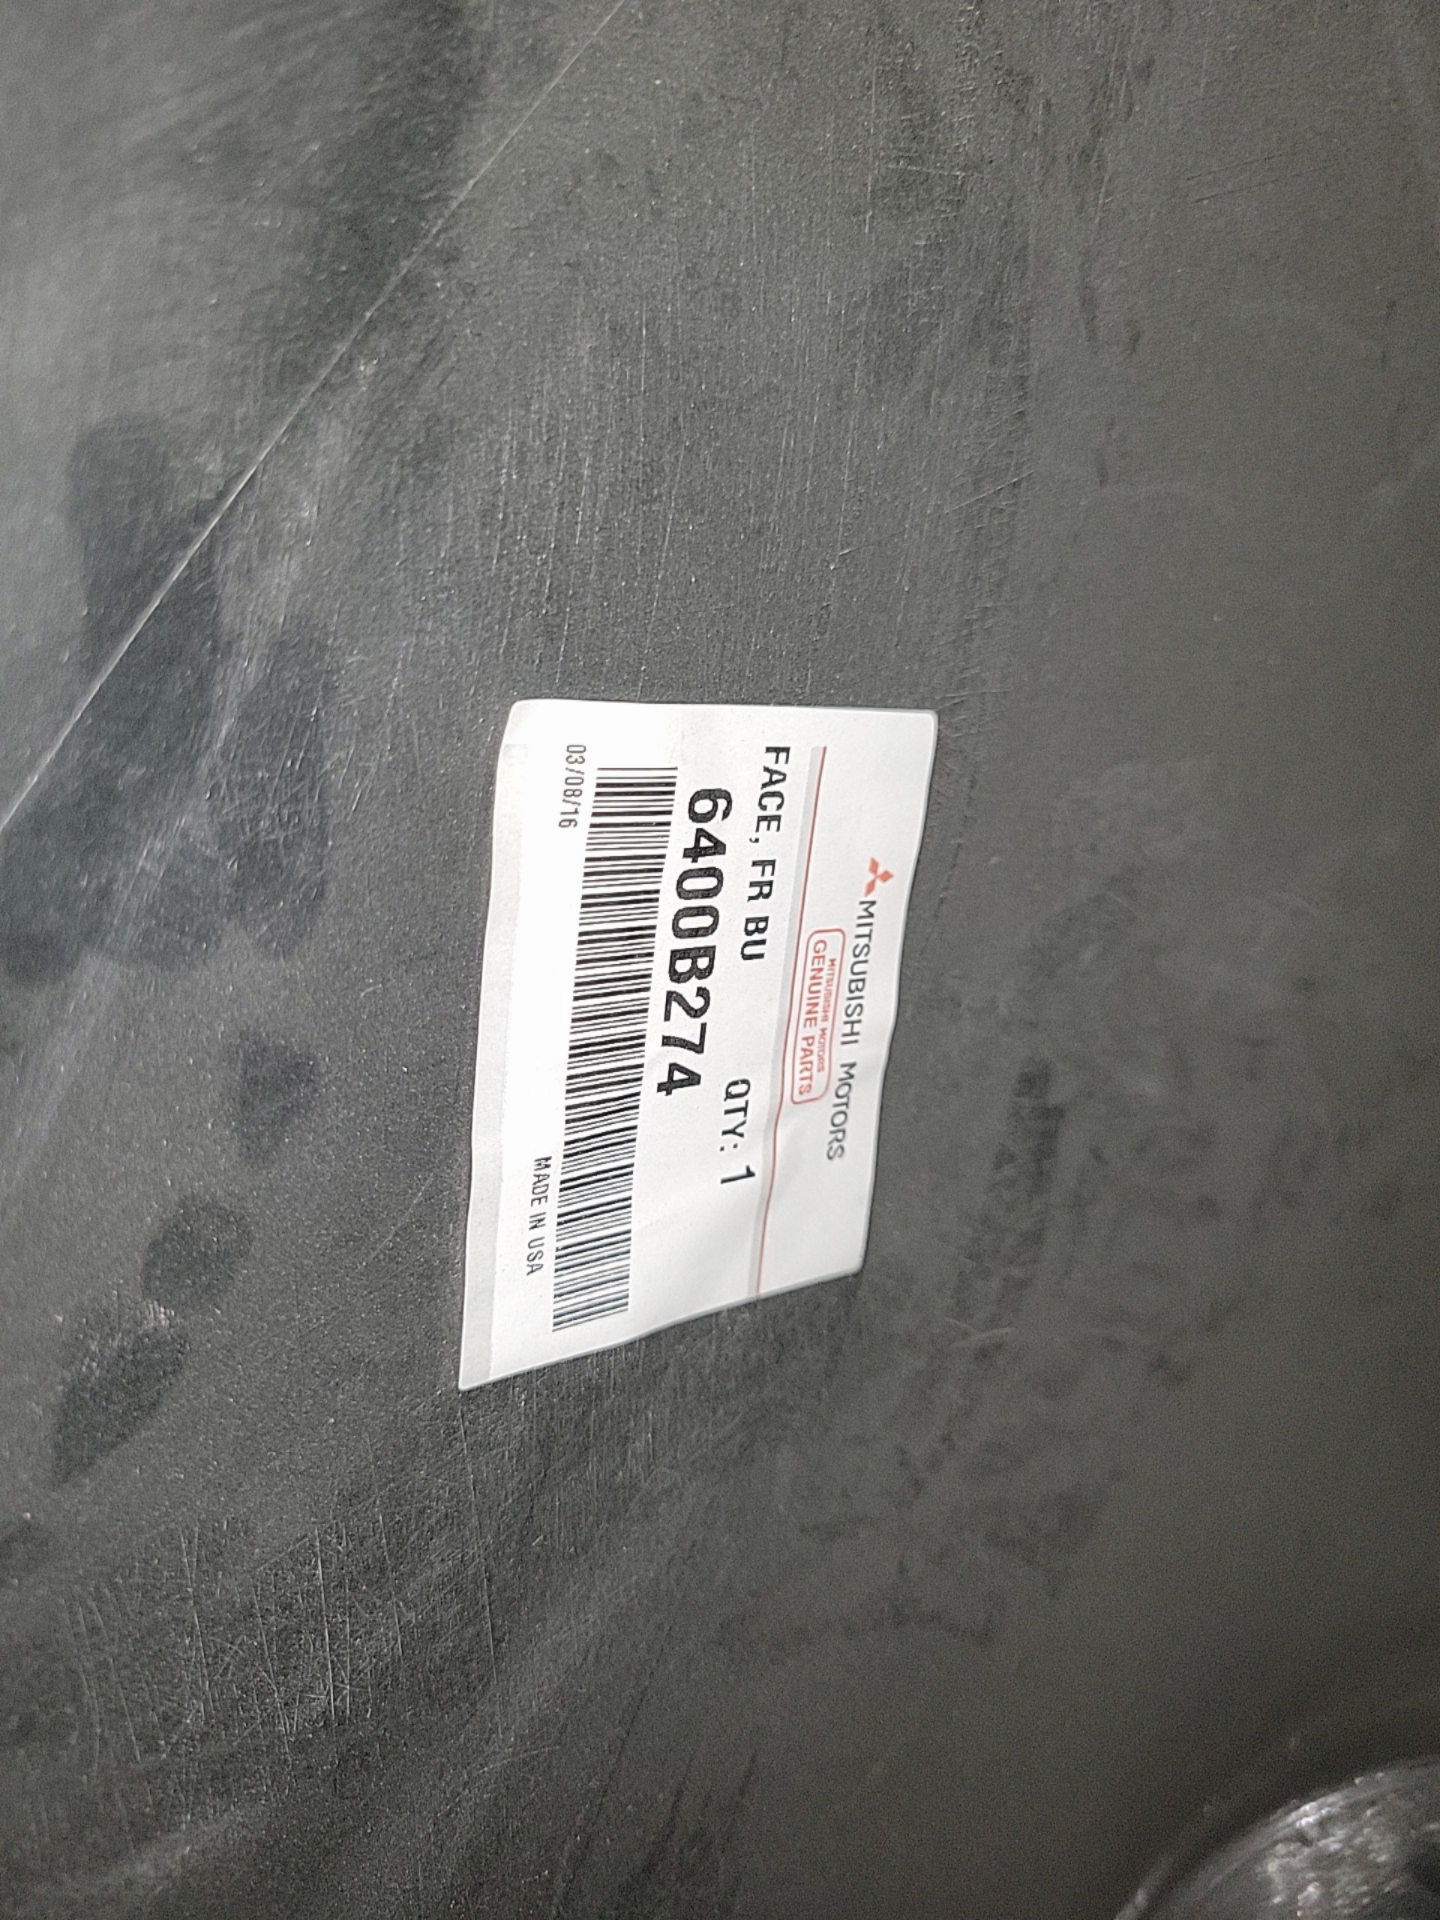 MITSUBISHI MOTORS
MITSUBISHI MOTORS
GENUINE PARTS
FACE, FR BU QTY: 1
6400B274
03/08/16 MADE IN USA